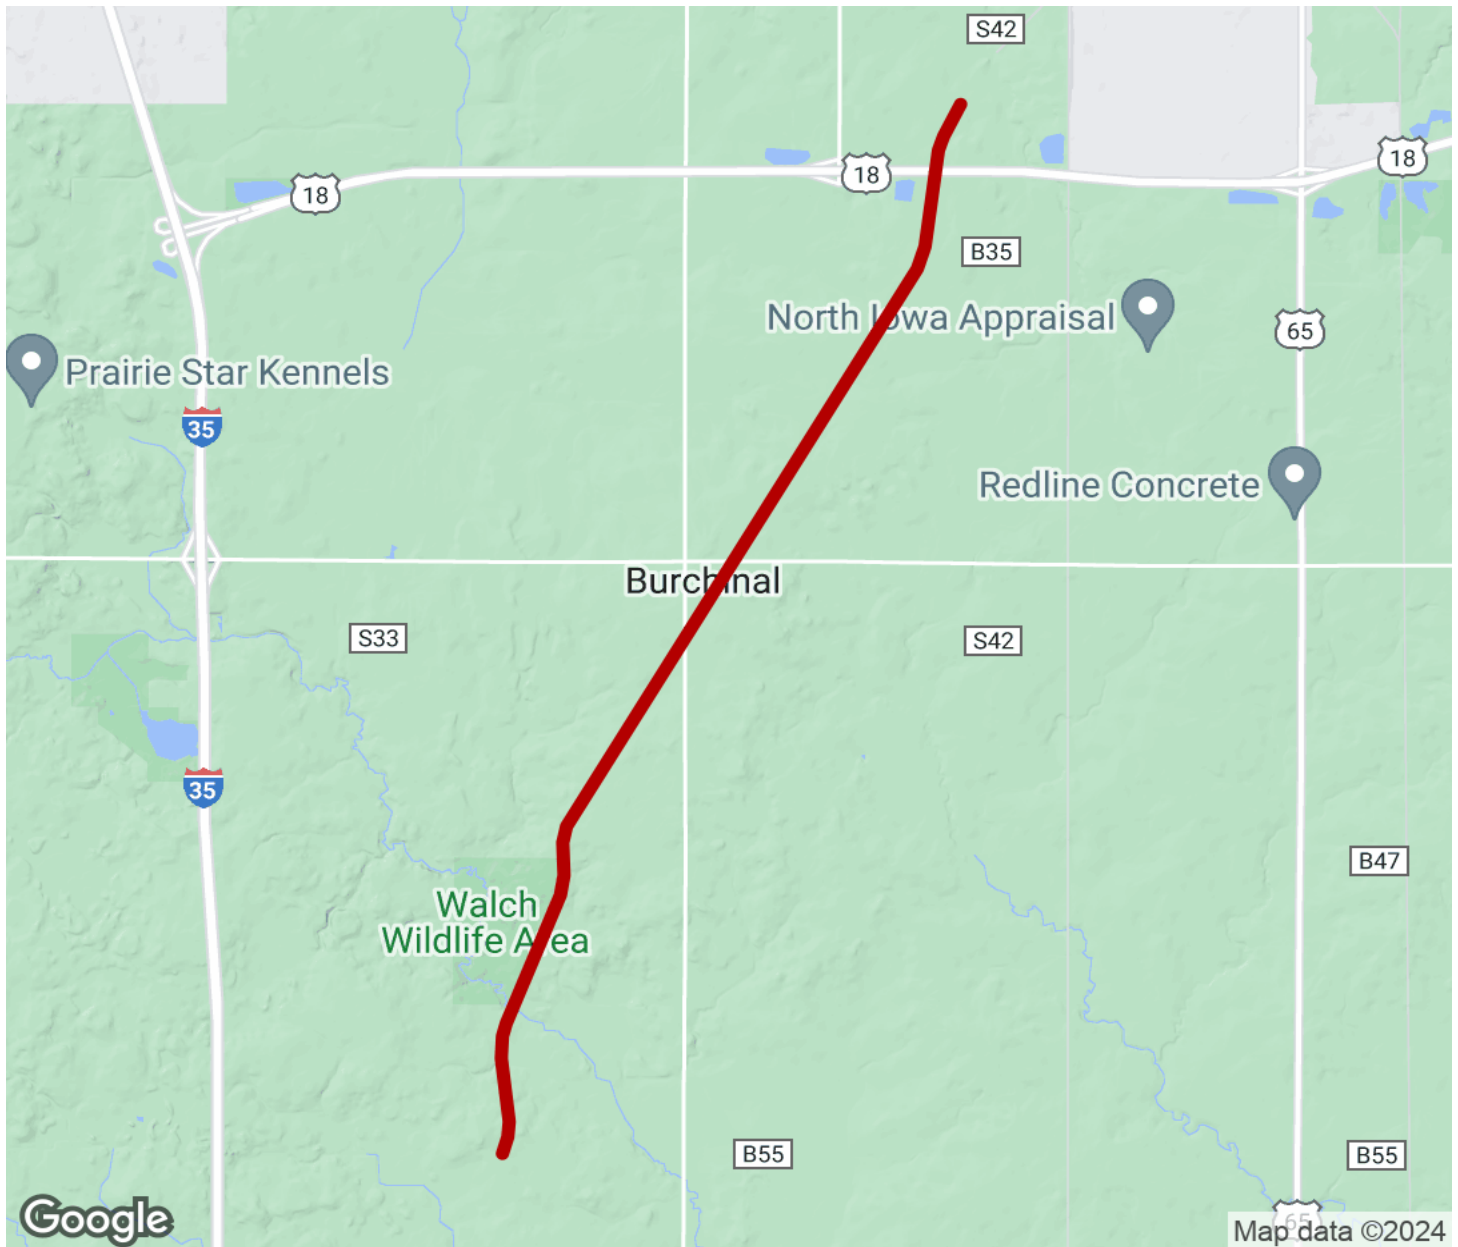 S42
18
18
18
B35
North Iowa Appraisal
65
Prairie Star Kennels
35
Redline Concrete
Burchinal
S33
S42
35
B47
Walch
Wildlife Area
B55
B55
65
Google
Map data ©2024